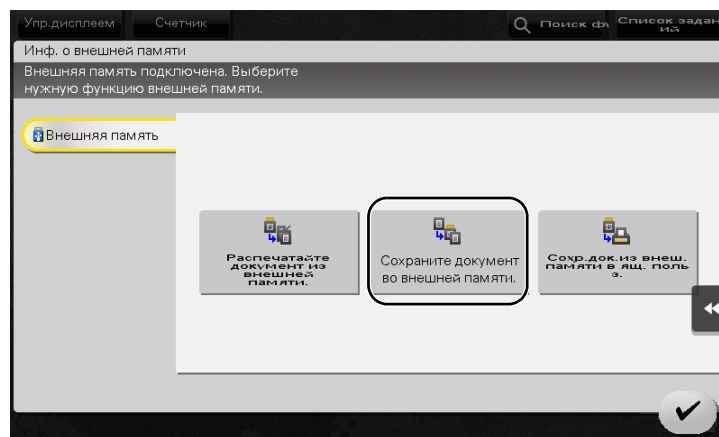 Упр.дисплеем
Счетчик
Поиск
Список задан
ий
Инф. о внешней памяти
Внешняя память подключена. Выберите
нужную функцию внешней памяти.
Внешняя память
Распечатайте
документ из
внешней
памяти.
Сохраните документ
во внешней памяти.
Сохр.док.из внеш.
памяти в ящ. поль
з.